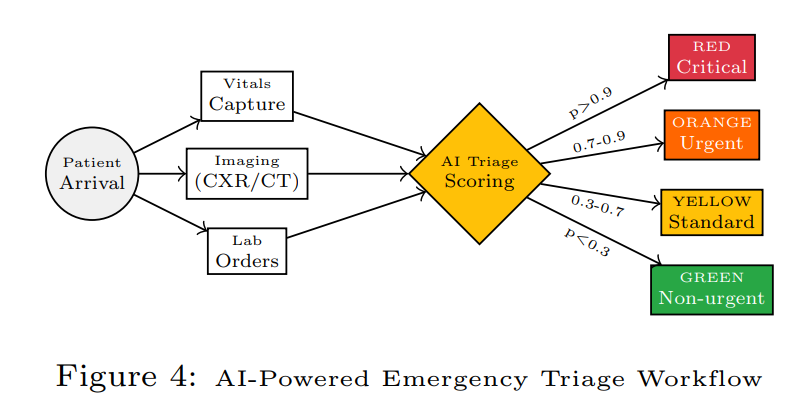 Patient
Arrival
Vitals
Capture
Imaging
(CXR/CT)
Lab
Orders
AI Triage
Scoring
p>0.9
0.7-0.9
0.3-0.7
p<0.3
RED
Critical
ORANGE
Urgent
YELLOW
Standard
GREEN
Non-urgent
Figure 4: AI-Powered Emergency Triage Workflow